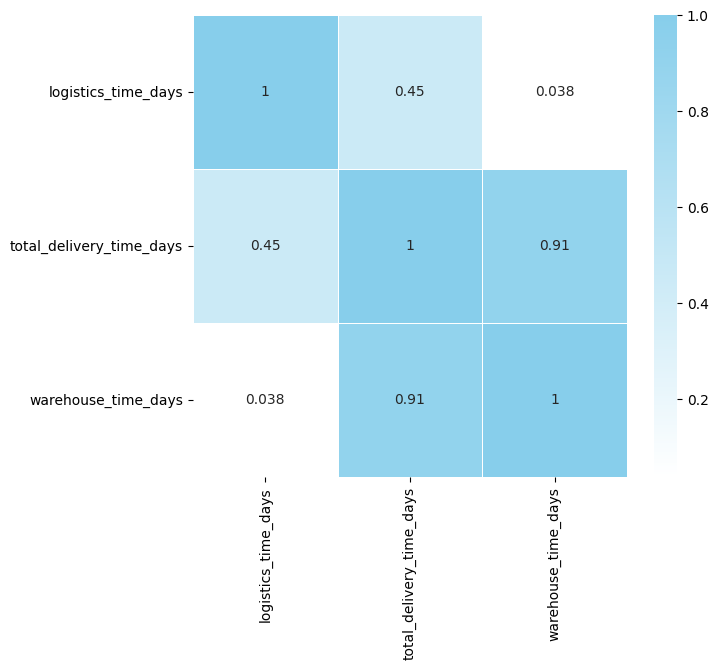 logistics_time_days 1 0.45 0.038
total_delivery_time_days 0.45 1 0.91
warehouse_time_days 0.038 0.91 1
logistics_time_days
total_delivery_time_days
warehouse_time_days
1.0
0.8
0.6
0.4
0.2